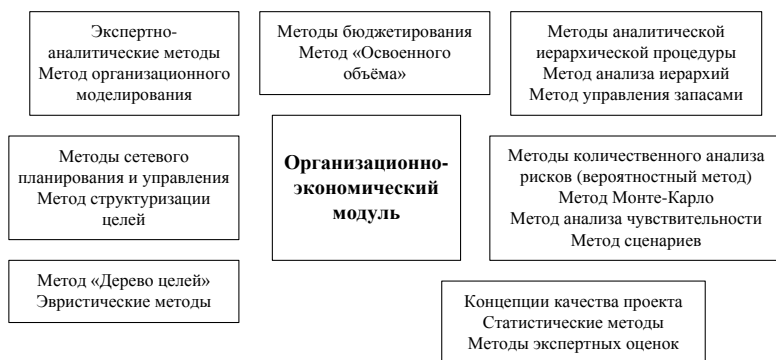 Экспертно-
аналитические методы
Метод организационного
моделирования
Методы бюджетирования
Метод «Освоенного
объёма»
Методы аналитической
иерархической процедуры
Метод анализа иерархий
Метод управления запасами
Методы сетевого
планирования и управления
Метод структуризации
целей
Организационно-
экономический
модуль
Методы количественного анализа
рисков (вероятностный метод)
Метод Монте-Карло
Метод анализа чувствительности
Метод сценариев
Метод «Дерево целей»
Эвристические методы
Концепции качества проекта
Статистические методы
Методы экспертных оценок